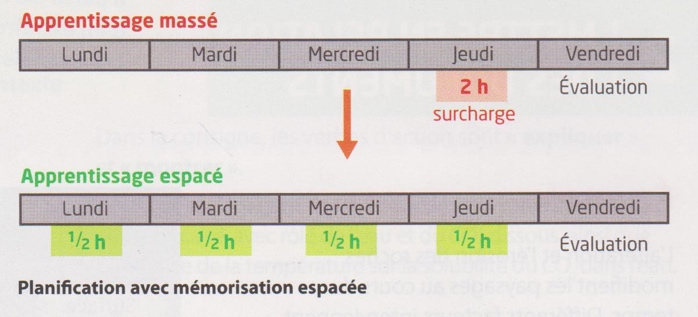 Apprentissage massé
Lundi Mardi Mercredi Jeudi Vendredi
2 h Évaluation
surcharge
Apprentissage espacé
Lundi Mardi Mercredi Jeudi Vendredi
1/2 h 1/2 h 1/2 h 1/2 h Évaluation
Planification avec mémorisation espacée